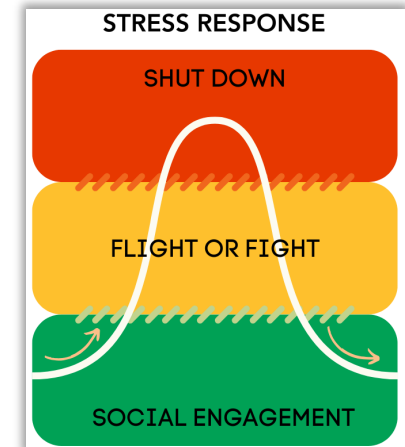 STRESS RESPONSE
SHUT DOWN
FLIGHT OR FIGHT
SOCIAL ENGAGEMENT